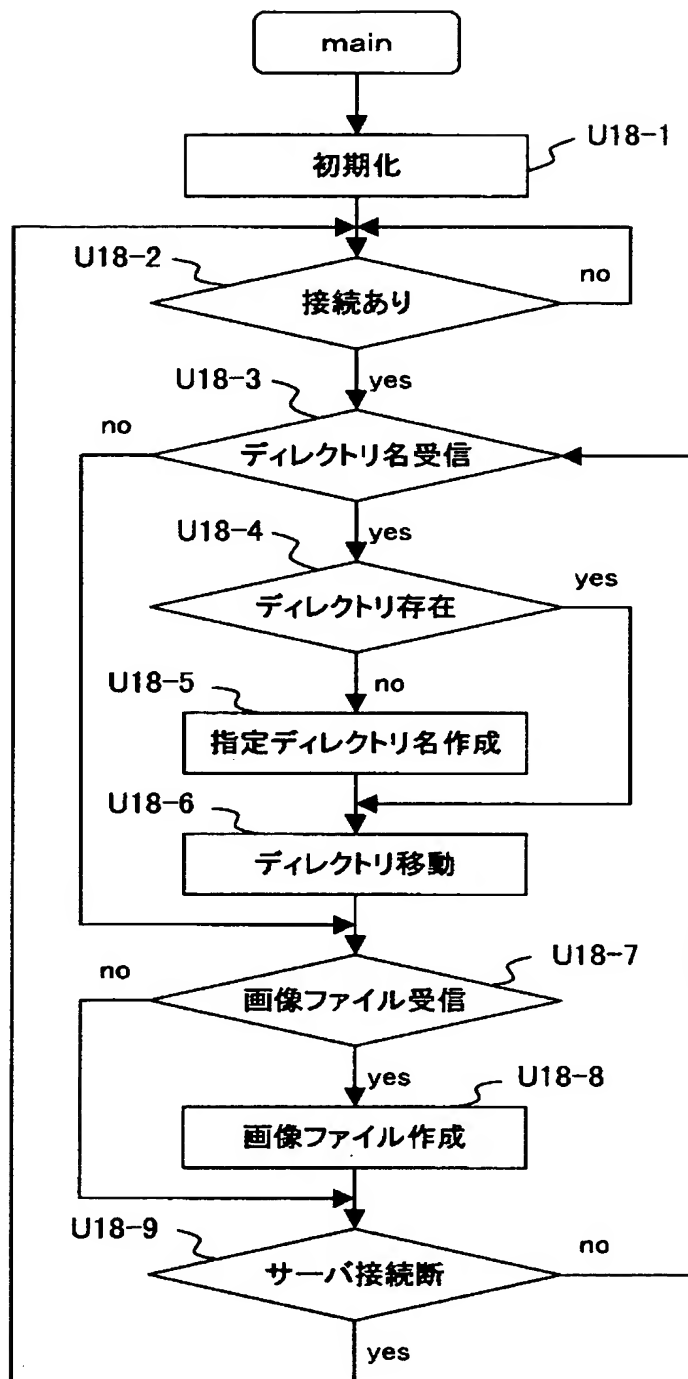 main
U18-1
初期化
U18-2
no
接続あり
yes
U18-3
no
ディレクトリ名受信
yes
U18-4
yes
ディレクトリ存在
no
U18-5
指定ディレクトリ名作成
U18-6
ディレクトリ移動
no
U18-7
画像ファイル受信
yes
U18-8
画像ファイル作成
U18-9
no
サーバ接続断
yes